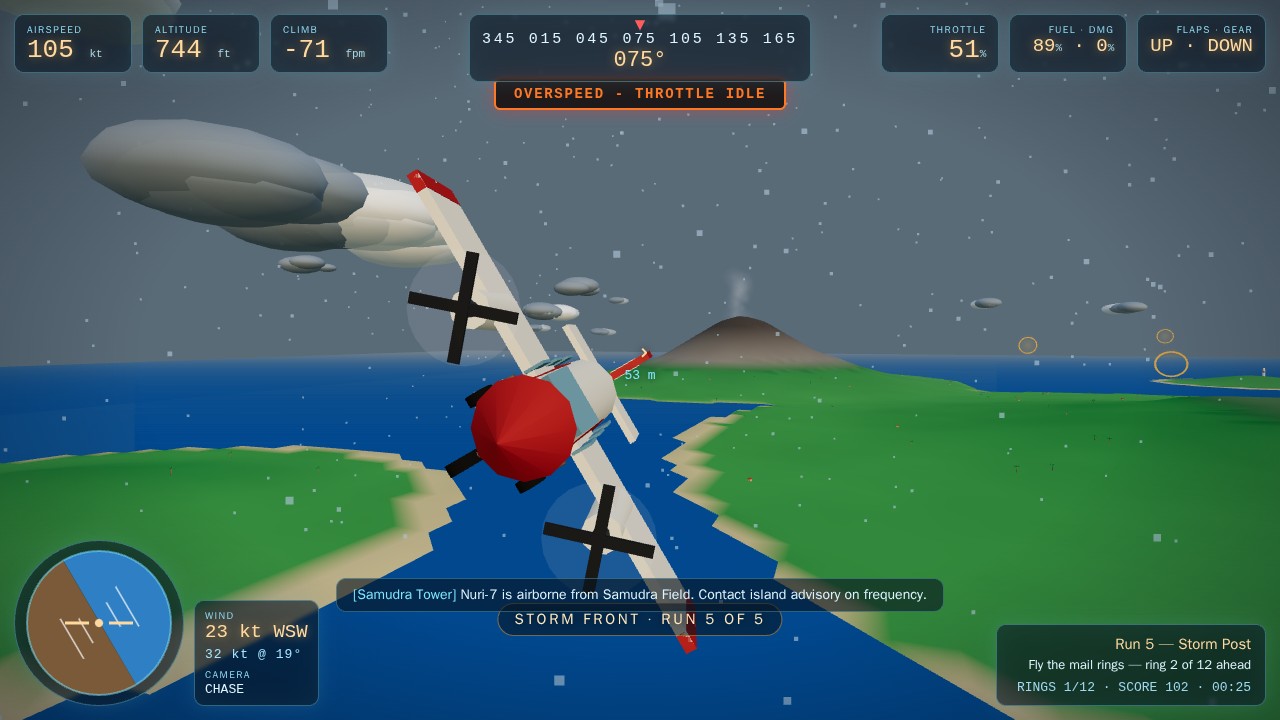 AIRSPEED
105 kt
ALTITUDE
744 ft
CLIMB
-71 fpm
345 015 045 075 105 135 165
075°
THROTTLE
51%
FUEL · DMG
89% · 0%
FLAPS · GEAR
UP · DOWN
OVERSPEED - THROTTLE IDLE
53 m
[Samudra Tower] Nuri-7 is airborne from Samudra Field. Contact island advisory on frequency.
STORM FRONT · RUN 5 OF 5
WIND
23 kt WSW
32 kt @ 19°
CAMERA
CHASE
Run 5 — Storm Post
Fly the mail rings — ring 2 of 12 ahead
RINGS 1/12 · SCORE 102 · 00:25